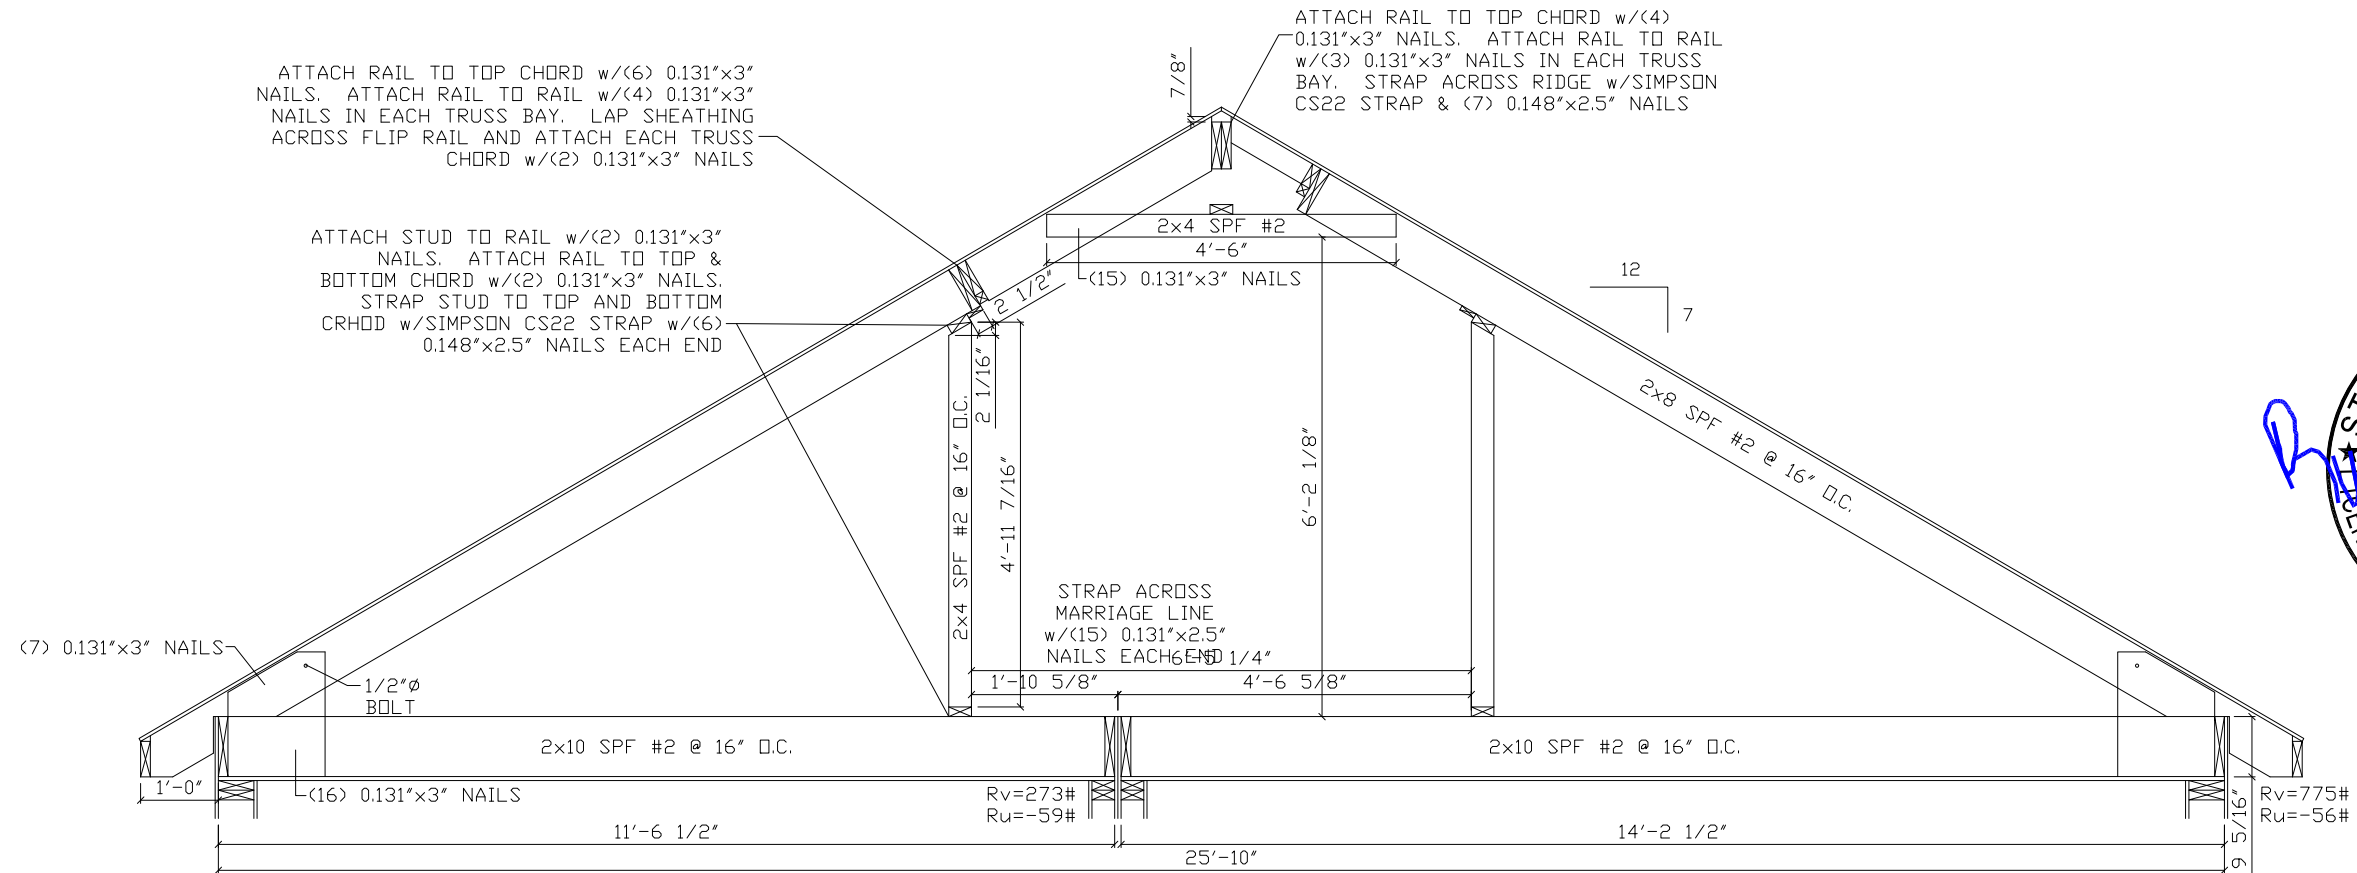 ATTACH RAIL TO TOP CHORD w/(4)
0.131"x3" NAILS.  ATTACH RAIL TO RAIL
w/(3) 0.131"x3" NAILS IN EACH TRUSS
BAY.  STRAP ACROSS RIDGE w/SIMPSON
CS22 STRAP & (7) 0.148"x2.5" NAILS
7/8"
ATTACH RAIL TO TOP CHORD w/(6) 0.131"x3"
NAILS.  ATTACH RAIL TO RAIL w/(4) 0.131"x3"
NAILS IN EACH TRUSS BAY.  LAP SHEATHING
ACROSS FLIP RAIL AND ATTACH EACH TRUSS
CHORD w/(2) 0.131"x3" NAILS
ATTACH STUD TO RAIL w/(2) 0.131"x3"
NAILS.  ATTACH RAIL TO TOP &
BOTTOM CHORD w/(2) 0.131"x3" NAILS.
STRAP STUD TO TOP AND BOTTOM
CRHOD w/SIMPSON CS22 STRAP w/(6)
0.148"x2.5" NAILS EACH END
2x4 SPF #2
4'-6"
(15) 0.131"x3" NAILS
2 1/2"
12
7
2 1/16"
2x4 SPF #2 @ 16" O.C.
4'-11 7/16"
6'-2 1/8"
2x8 SPF #2 @ 16" O.C.
STRAP ACROSS
MARRIAGE LINE
w/(15) 0.131"x2.5"
NAILS EACH END
6'-5 1/4"
1'-10 5/8"
4'-6 5/8"
(7) 0.131"x3" NAILS
1/2"ø
BOLT
2x10 SPF #2 @ 16" O.C.
2x10 SPF #2 @ 16" O.C.
1'-0"
(16) 0.131"x3" NAILS
Rv=273#
Ru=-59#
Rv=775#
Ru=-56#
9 5/16"
11'-6 1/2"
14'-2 1/2"
25'-10"